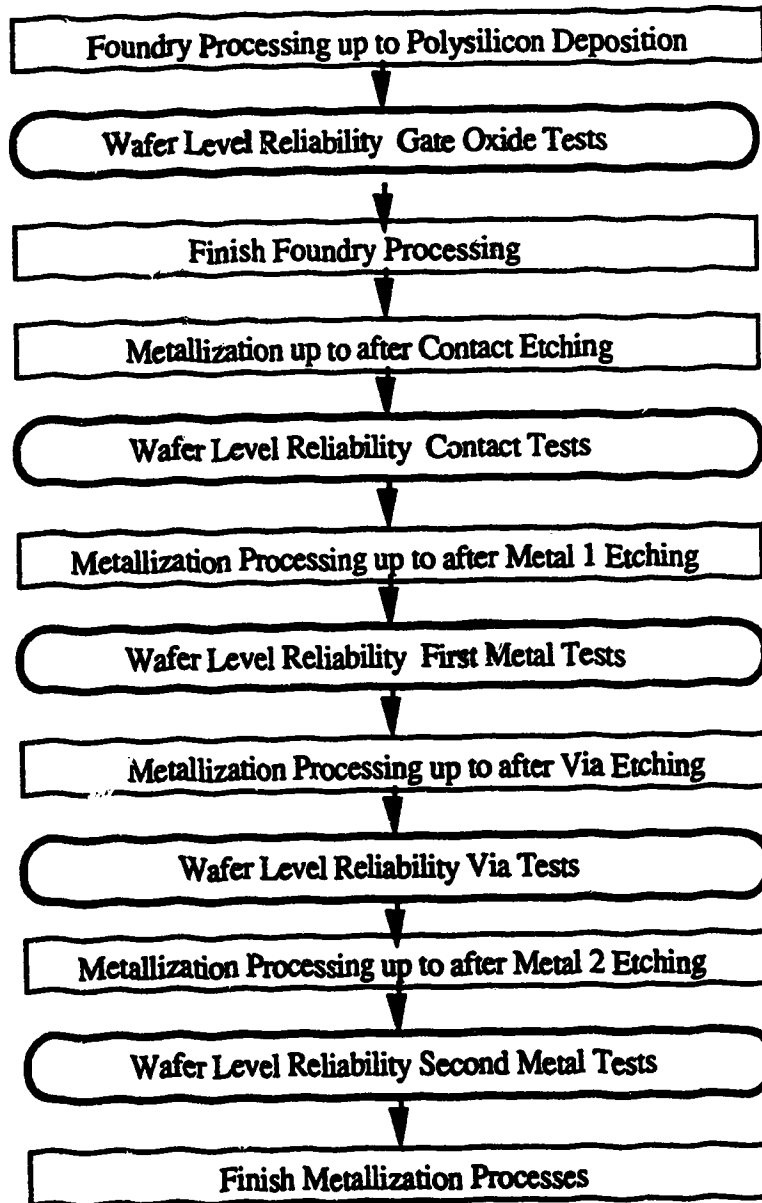 Foundry Processing up to Polysilicon Deposition
Wafer Level Reliability Gate Oxide Tests
Finish Foundry Processing
Metallization up to after Contact Etching
Wafer Level Reliability Contact Tests
Metallization Processing up to after Metal 1 Etching
Wafer Level Reliability First Metal Tests
Metallization Processing up to after Via Etching
Wafer Level Reliability Via Tests
Metallization Processing up to after Metal 2 Etching
Wafer Level Reliability Second Metal Tests
Finish Metallization Processes